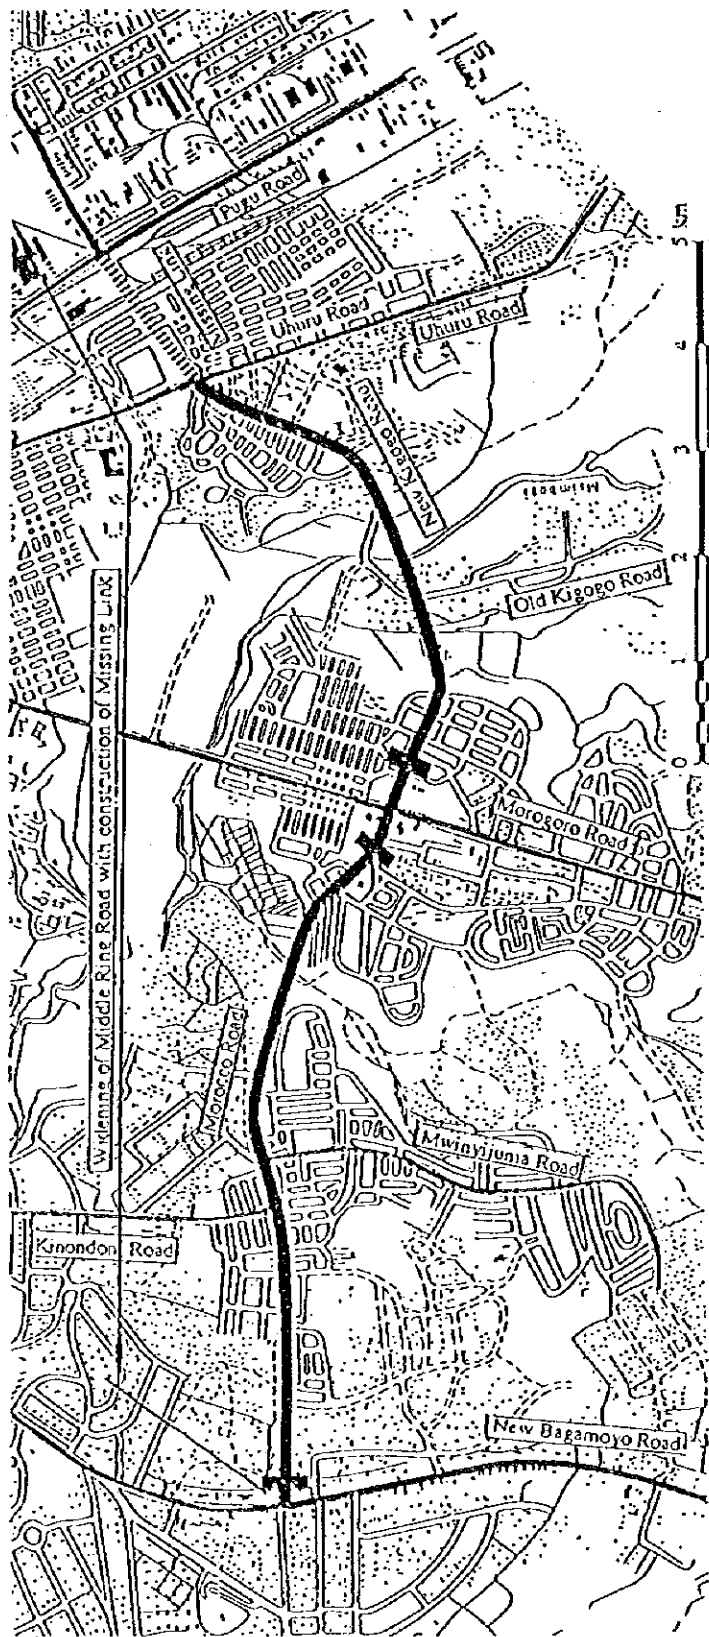 Pugu Road
Uhuru Road
Uhuru Road
km
5
4
3
2
1
0
New Kigogo Road
Msimbazi
Old Kigogo Road
Widening of Middle Ring Road with construction of Missing Link
Morogoro Road
Morocco Road
Mwinyijuma Road
Kinondoni Road
New Bagamoyo Road